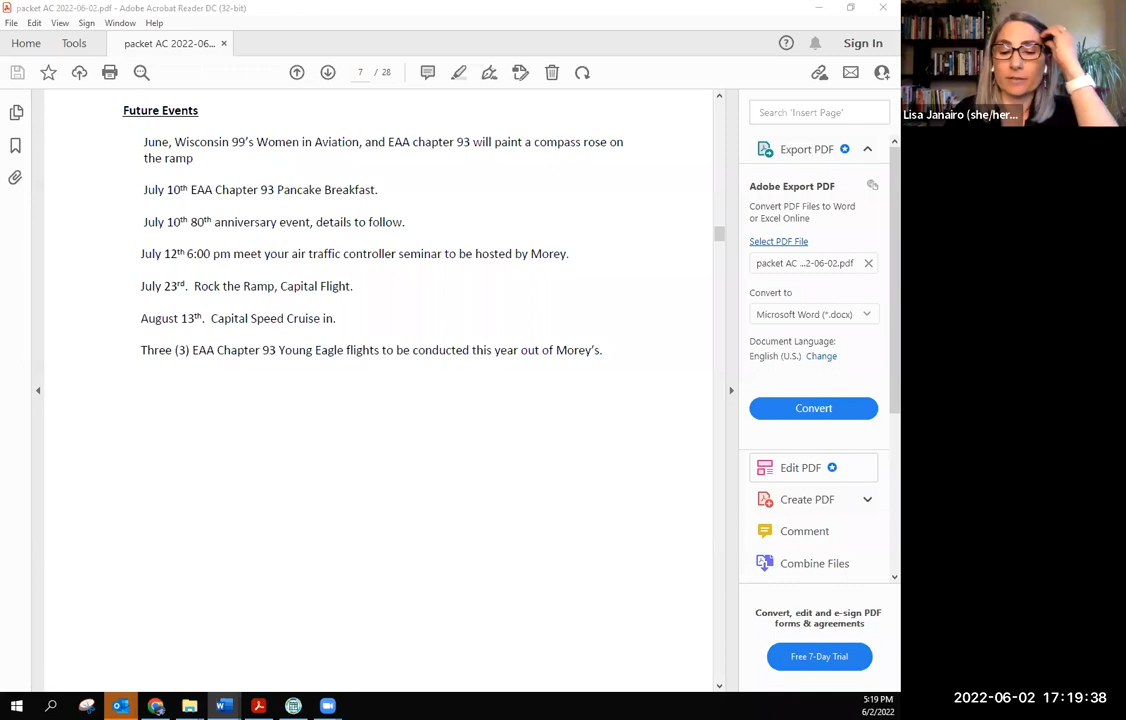 packet AC 2022-06-02.pdf - Adobe Acrobat Reader DC (32-bit)
File Edit View Sign Window Help
Home Tools packet AC 2022-06... × Sign In
7 / 28
Future Events
June, Wisconsin 99's Women in Aviation, and EAA chapter 93 will paint a compass rose on
the ramp
July 10th EAA Chapter 93 Pancake Breakfast.
July 10th 80th anniversary event, details to follow.
July 12th 6:00 pm meet your air traffic controller seminar to be hosted by Morey.
July 23rd. Rock the Ramp, Capital Flight.
August 13th. Capital Speed Cruise in.
Three (3) EAA Chapter 93 Young Eagle flights to be conducted this year out of Morey's.
Search 'Insert Page'
Export PDF
Adobe Export PDF
Convert PDF Files to Word
or Excel Online
Select PDF File
packet AC ...2-06-02.pdf
Convert to
Microsoft Word (*.docx)
Document Language:
English (U.S.) Change
Convert
Edit PDF
Create PDF
Comment
Combine Files
Convert, edit and e-sign PDF
forms & agreements
Free 7-Day Trial
Lisa Janairo (she/her...
5:19 PM
6/2/2022
2022-06-02 17:19:38